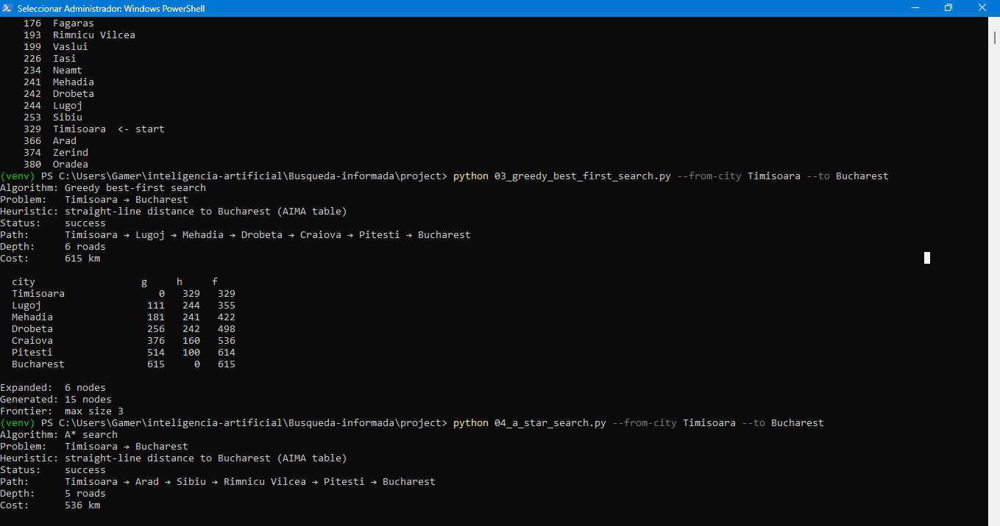 Seleccionar Administrador: Windows PowerShell
176  Fagaras
193  Rimnicu Vilcea
199  Vaslui
226  Iasi
234  Neamt
241  Mehadia
242  Drobeta
244  Lugoj
253  Sibiu
329  Timisoara  <- start
366  Arad
374  Zerind
380  Oradea
(venv) PS C:\Users\Gamer\inteligencia-artificial\Busqueda-informada\project> python 03_greedy_best_first_search.py --from-city Timisoara --to Bucharest
Algorithm: Greedy best-first search
Problem:   Timisoara → Bucharest
Heuristic: straight-line distance to Bucharest (AIMA table)
Status:    success
Path:      Timisoara → Lugoj → Mehadia → Drobeta → Craiova → Pitesti → Bucharest
Depth:     6 roads
Cost:      615 km
city                  g     h     f
Timisoara                0   329   329
Lugoj                  111   244   355
Mehadia                181   241   422
Drobeta                256   242   498
Craiova                376   160   536
Pitesti                514   100   614
Bucharest              615     0   615
Expanded:  6 nodes
Generated: 15 nodes
Frontier:  max size 3
(venv) PS C:\Users\Gamer\inteligencia-artificial\Busqueda-informada\project> python 04_a_star_search.py --from-city Timisoara --to Bucharest
Algorithm: A* search
Problem:   Timisoara → Bucharest
Heuristic: straight-line distance to Bucharest (AIMA table)
Status:    success
Path:      Timisoara → Arad → Sibiu → Rimnicu Vilcea → Pitesti → Bucharest
Depth:     5 roads
Cost:      536 km